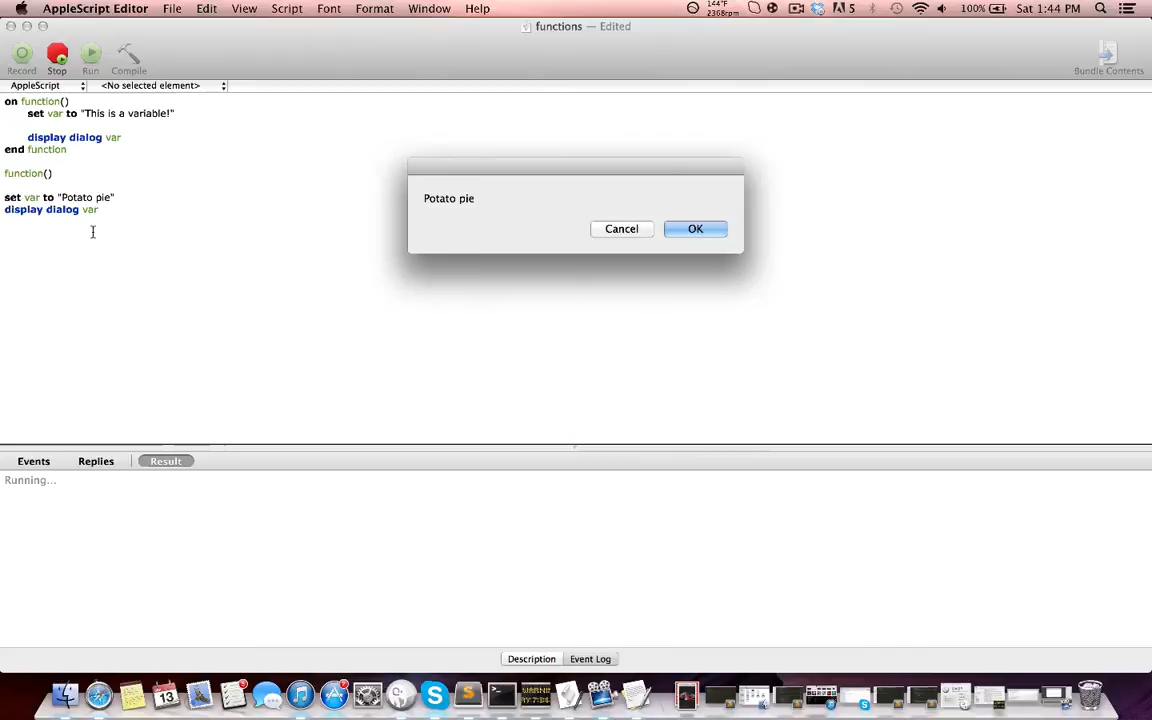 AppleScript Editor File Edit View Script Font Format Window Help 144°F 2368rpm 5 100% Sat 1:44 PM
functions — Edited
Record Stop Run Compile Bundle Contents
AppleScript <No selected element>
on function()
set var to "This is a variable!"
display dialog var
end function
function()
set var to "Potato pie"
display dialog var
Potato pie
Cancel OK
Events Replies Result
Running...
Description Event Log